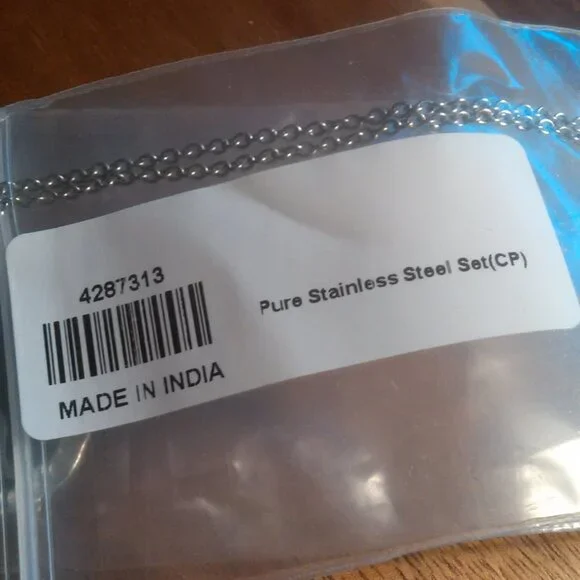 4287313
MADE IN INDIA
Pure Stainless Steel Set(CP)